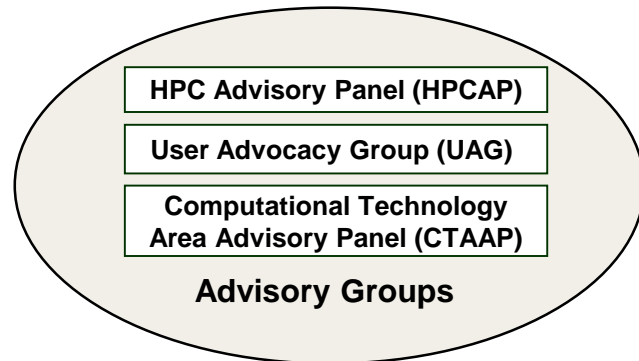 HPC Advisory Panel (HPCAP)
User Advocacy Group (UAG)
Computational Technology
Area Advisory Panel (CTAAP)
Advisory Groups